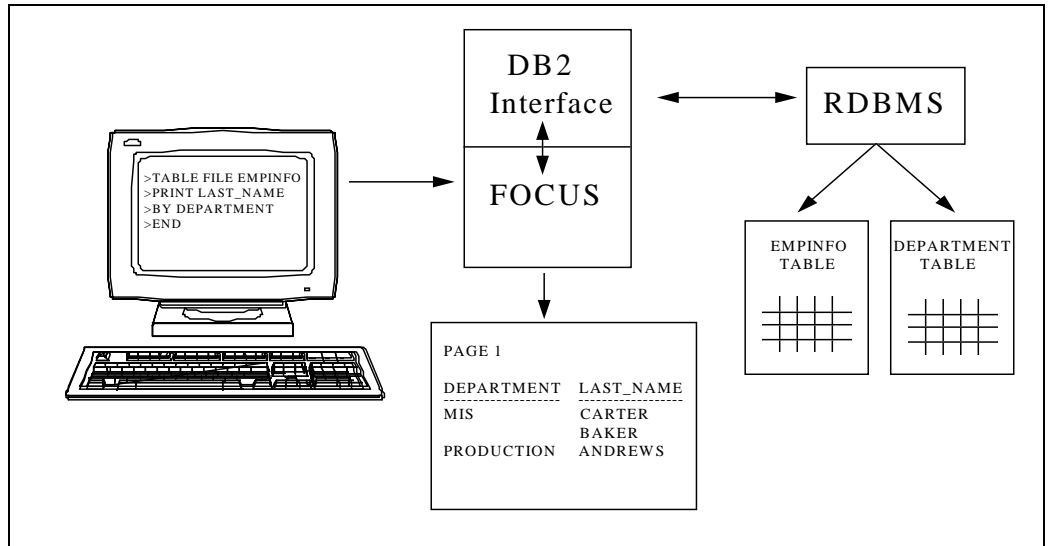 >TABLE FILE EMPINFO
>PRINT LAST_NAME
>BY DEPARTMENT
>END
DB2
Interface
FOCUS
RDBMS
EMPINFO
TABLE
DEPARTMENT
TABLE
PAGE 1
DEPARTMENT LAST_NAME
MIS CARTER
BAKER
PRODUCTION ANDREWS